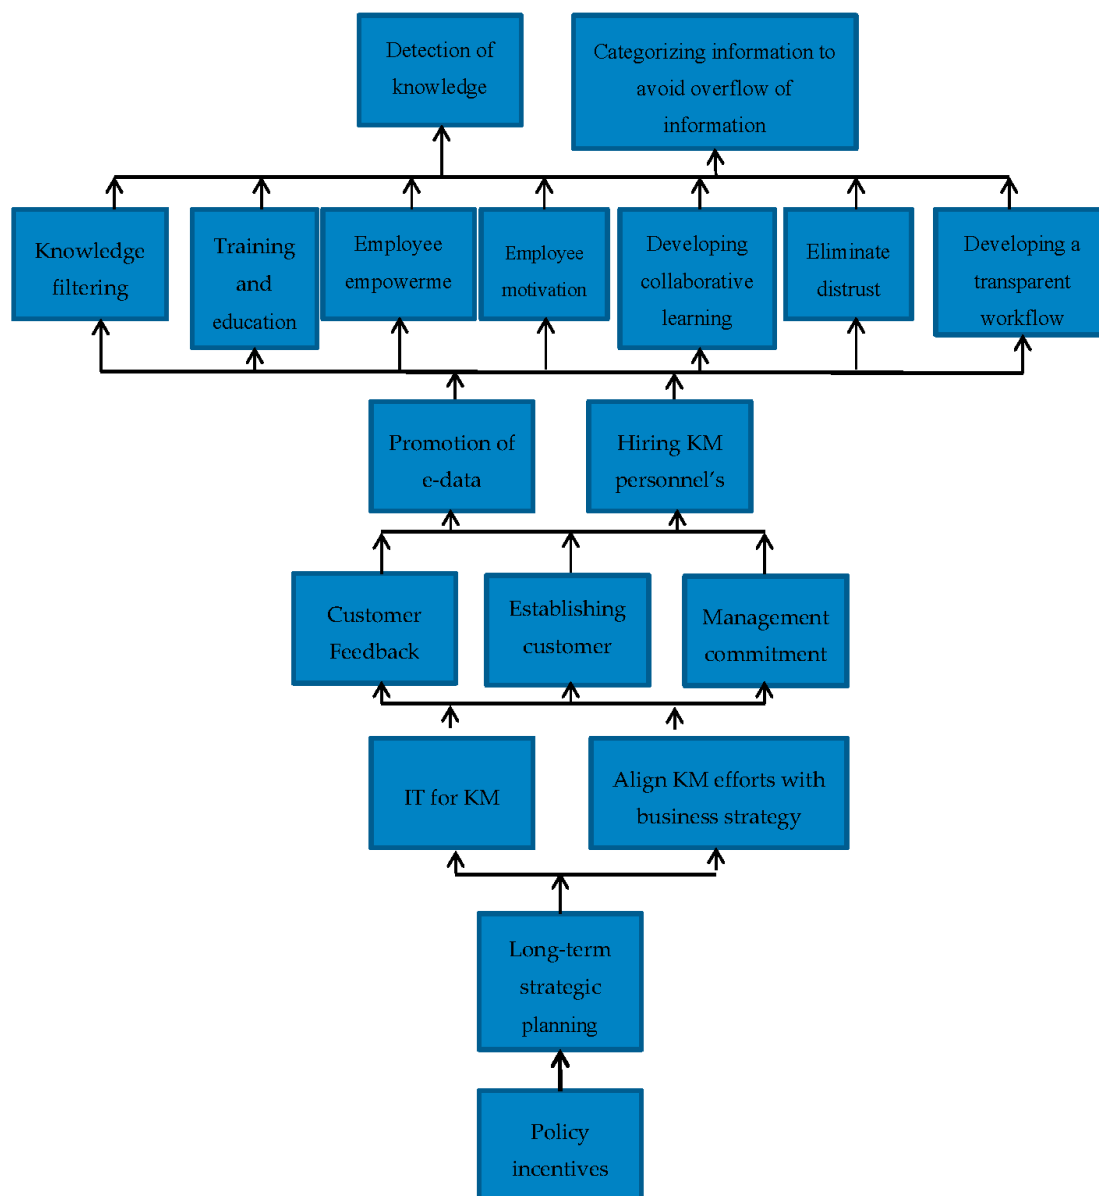 Detection of
knowledge
Categorizing information to
avoid overflow of
information
Knowledge
filtering
Training
and
education
Employee
empowerme
Employee
motivation
Developing
collaborative
learning
Eliminate
distrust
Developing a
transparent
workflow
Promotion of
e-data
Hiring KM
personnel’s
Customer
Feedback
Establishing
customer
Management
commitment
IT for KM
Align KM efforts with
business strategy
Long-term
strategic
planning
Policy
incentives